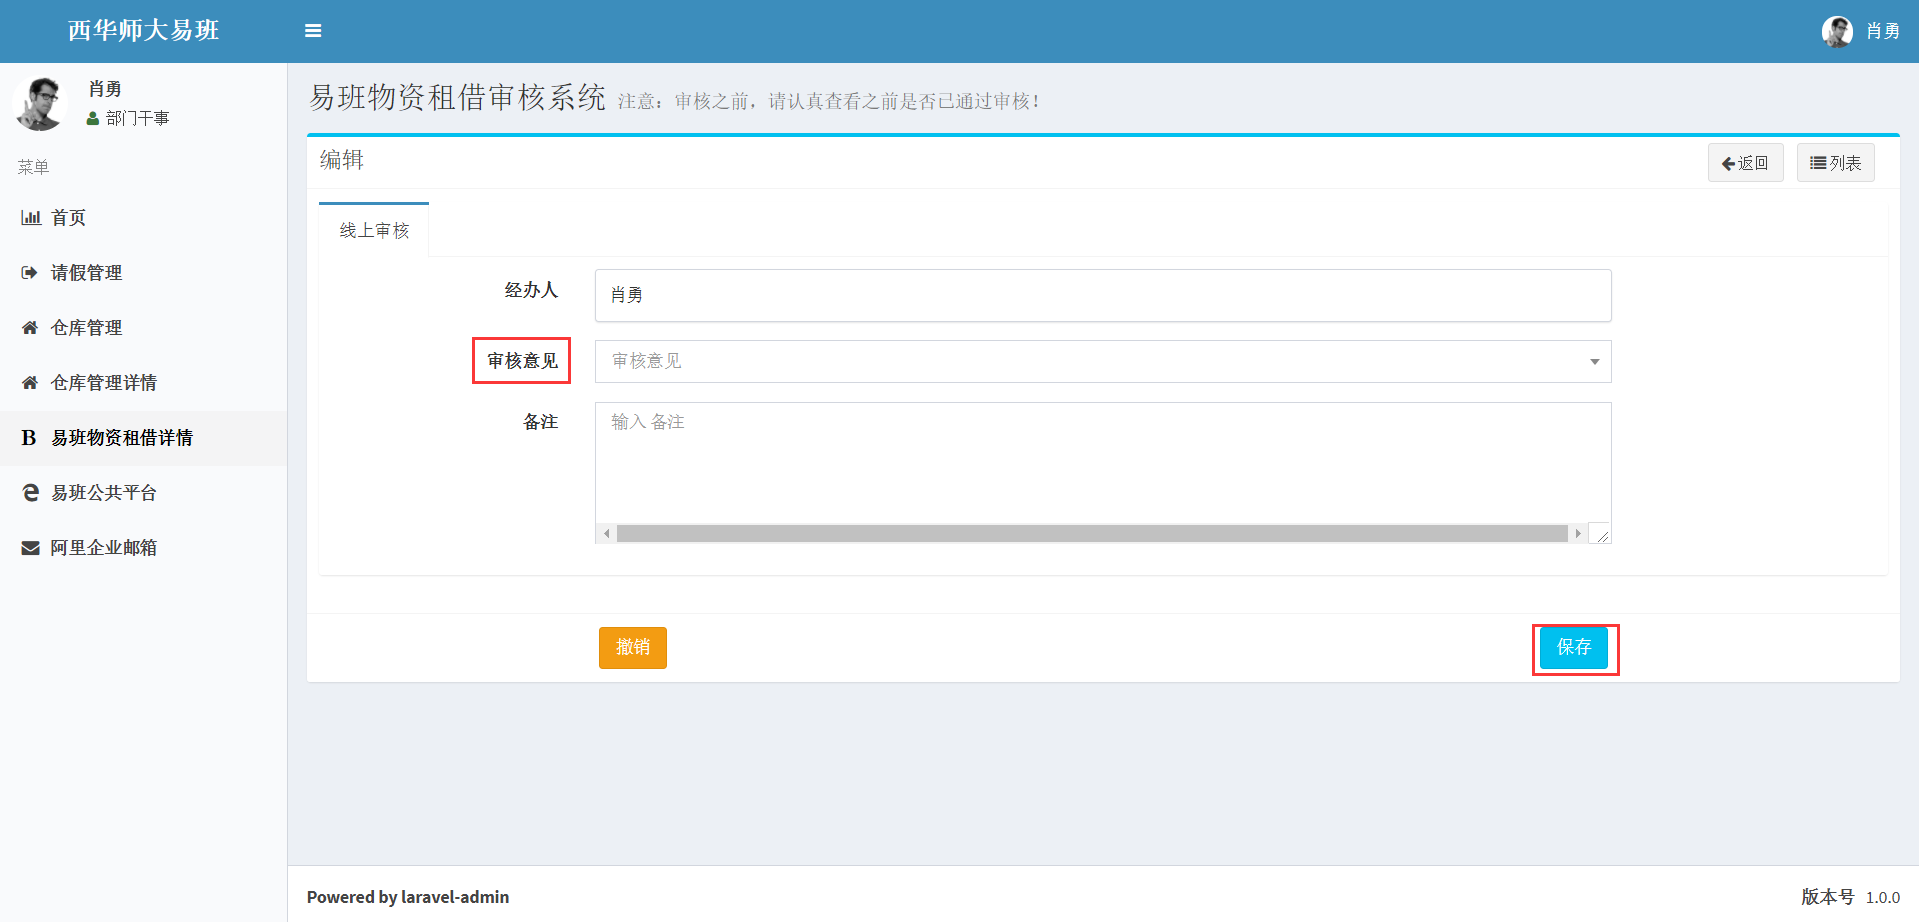 西华师大易班
肖勇
肖勇
部门干事
菜单
首页
请假管理
仓库管理
仓库管理详情
易班物资租借详情
易班公共平台
阿里企业邮箱
易班物资租借审核系统 注意：审核之前，请认真查看之前是否已通过审核！
编辑
返回
列表
线上审核
经办人
肖勇
审核意见
审核意见
备注
输入 备注
撤销
保存
Powered by laravel-admin
版本号 1.0.0